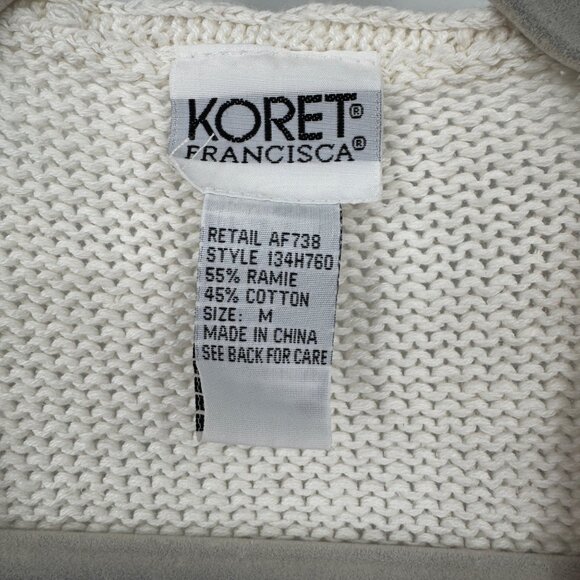 KORET®
FRANCISCA®
RETAIL AF738
STYLE 134H760
55% RAMIE
45% COTTON
SIZE: M
MADE IN CHINA
SEE BACK FOR CARE